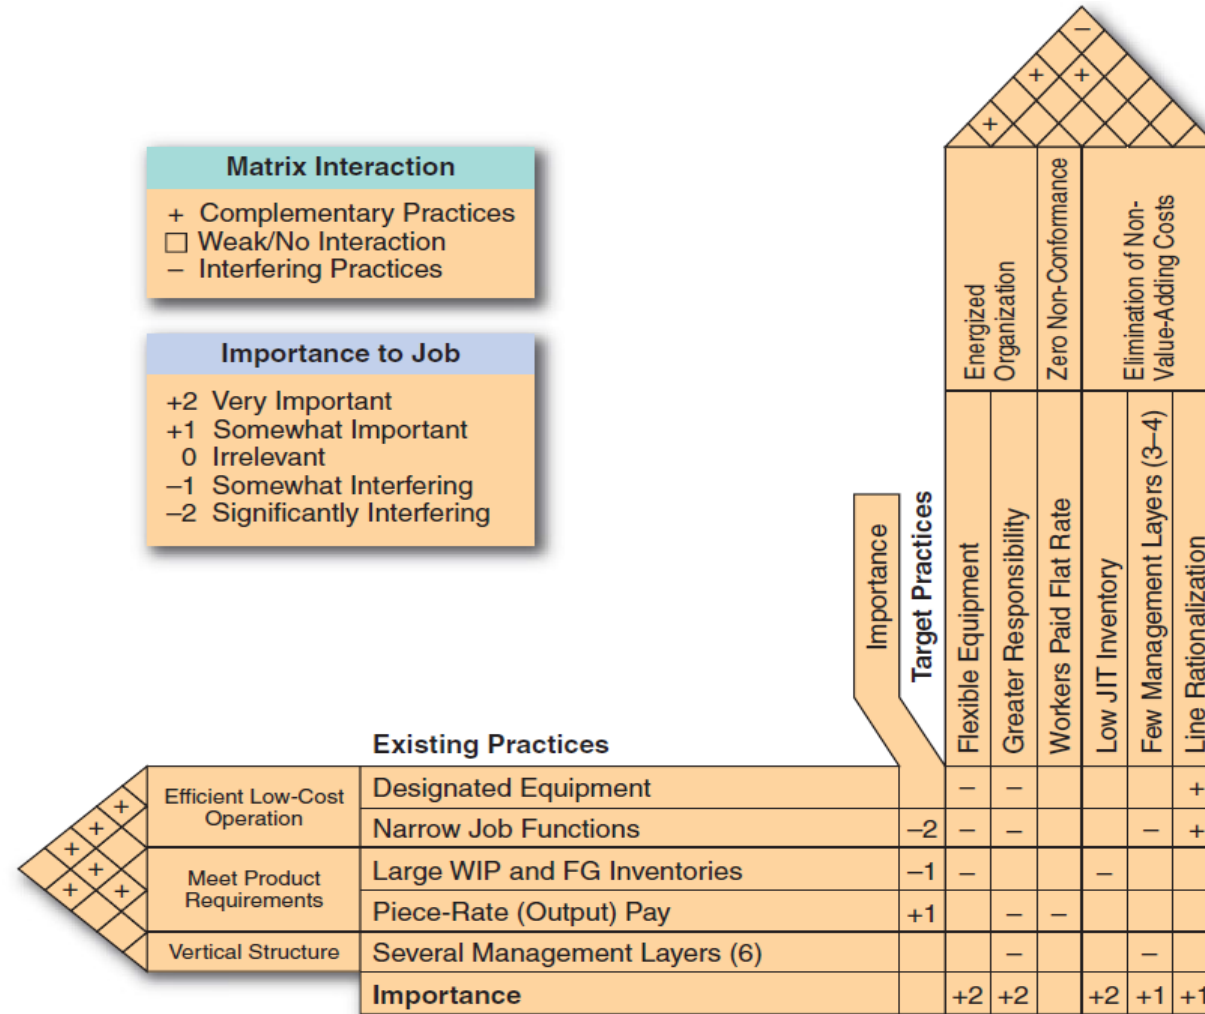 Matrix Interaction
+ Complementary Practices
□ Weak/No Interaction
– Interfering Practices
Importance to Job
+2 Very Important
+1 Somewhat Important
0 Irrelevant
–1 Somewhat Interfering
–2 Significantly Interfering
–
+ +
+
Energized
Organization
Zero Non-Conformance
Elimination of Non-
Value-Adding Costs
Importance
Target Practices
Flexible Equipment
Greater Responsibility
Workers Paid Flat Rate
Low JIT Inventory
Few Management Layers (3–4)
Line Rationalization
Existing Practices
Efficient Low-Cost
Operation
Designated Equipment – – +
Narrow Job Functions –2 – – – +
Meet Product
Requirements
Large WIP and FG Inventories –1 – –
Piece-Rate (Output) Pay +1 – –
Vertical Structure
Several Management Layers (6) – –
Importance +2 +2 +2 +1 +1
+
+
+
+
+ +